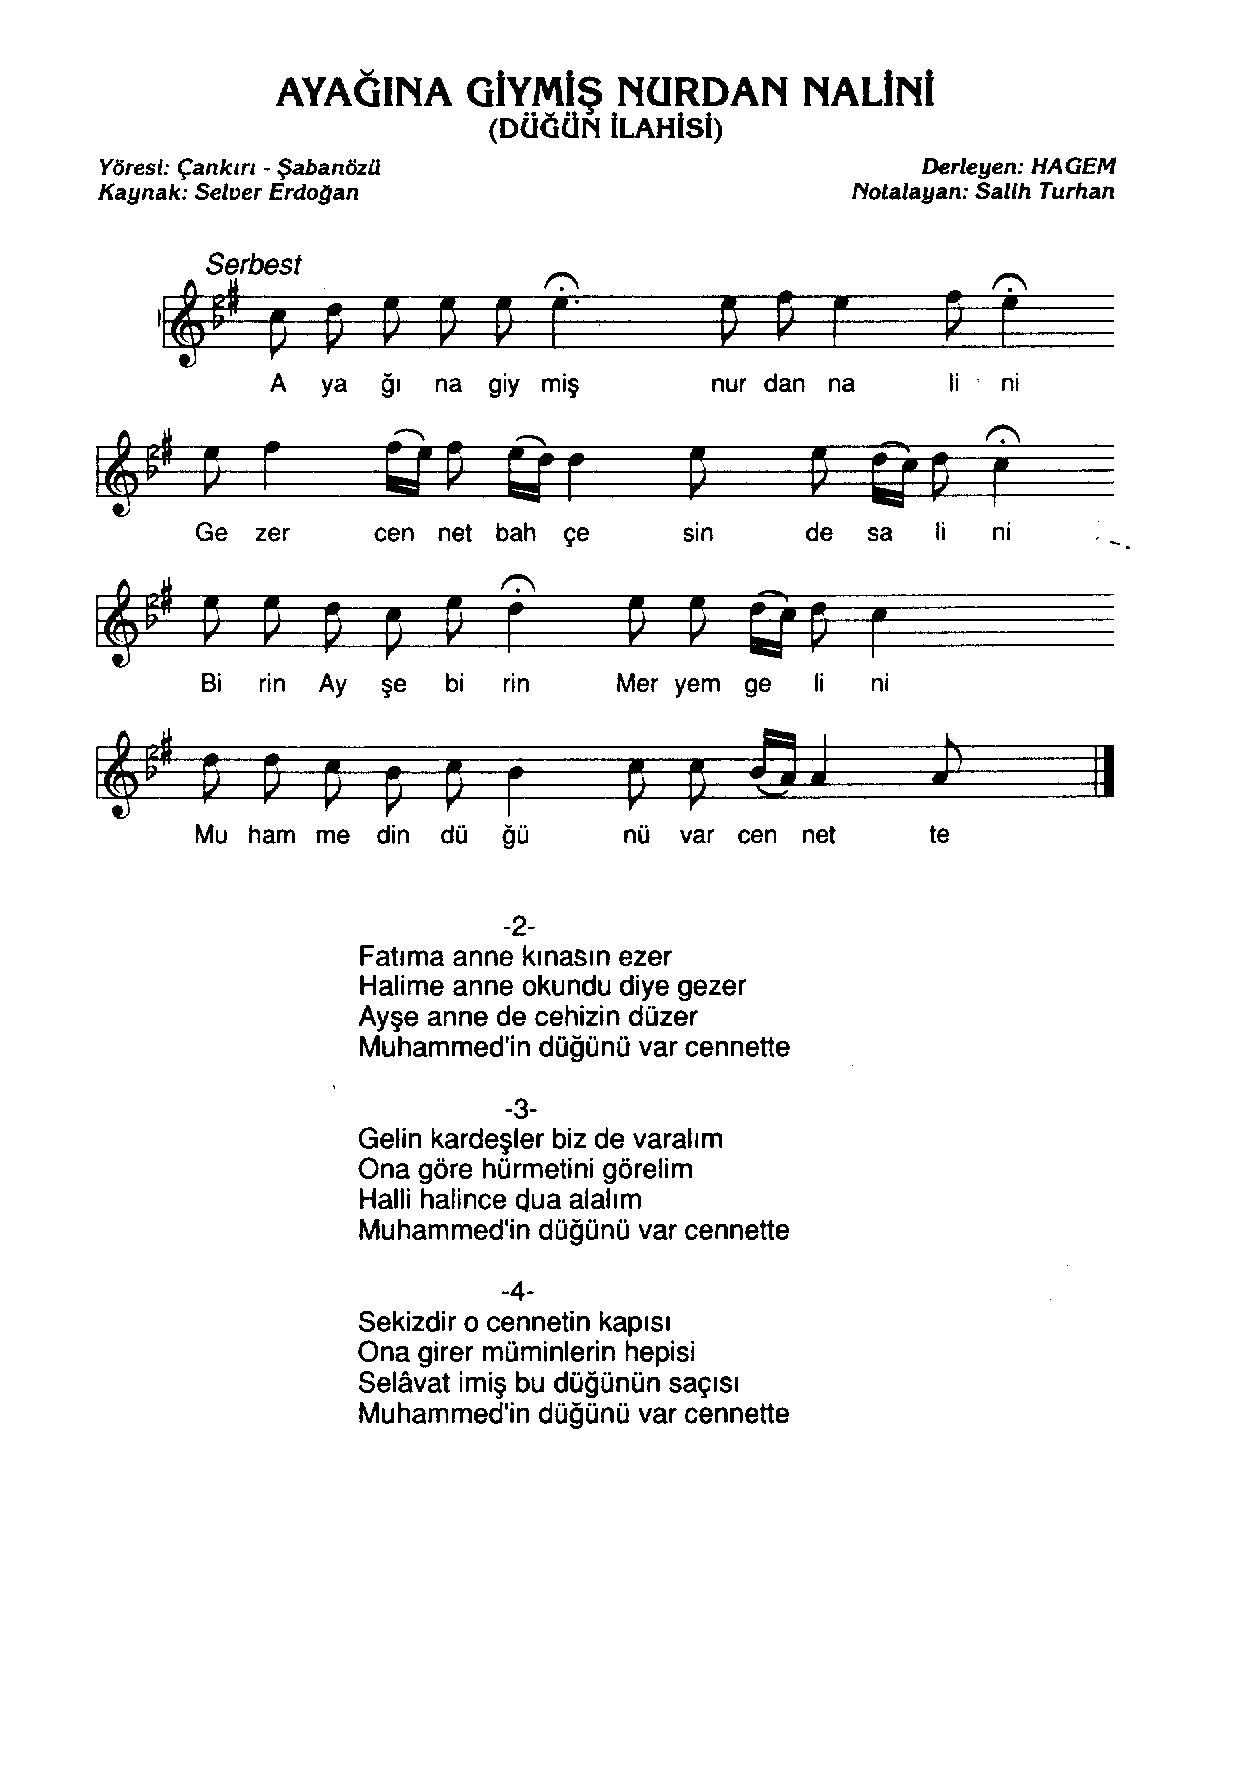 AYAĞINA GİYMİŞ NURDAN NALİNİ
(DÜĞÜN İLAHİSİ)
Yöresi: Çankırı - Şabanözü
Derleyen: HAGEM
Kaynak: Selver Erdoğan
Notalayan: Salih Turhan
Serbest
A ya ğı na giy miş nur dan na li ni
Ge zer cen net bah çe sin de sa li ni
Bi rin Ay şe bi rin Mer yem ge li ni
Mu ham me din dü ğü nü var cen net te
-2-
Fatıma anne kınasın ezer
Halime anne okundu diye gezer
Ayşe anne de cehizin düzer
Muhammed'in düğünü var cennette
-3-
Gelin kardeşler biz de varalım
Ona göre hürmetini görelim
Halli halince dua alalım
Muhammed'in düğünü var cennette
-4-
Sekizdir o cennetin kapısı
Ona girer müminlerin hepisi
Selâvat imiş bu düğünün saçısı
Muhammed'in düğünü var cennette